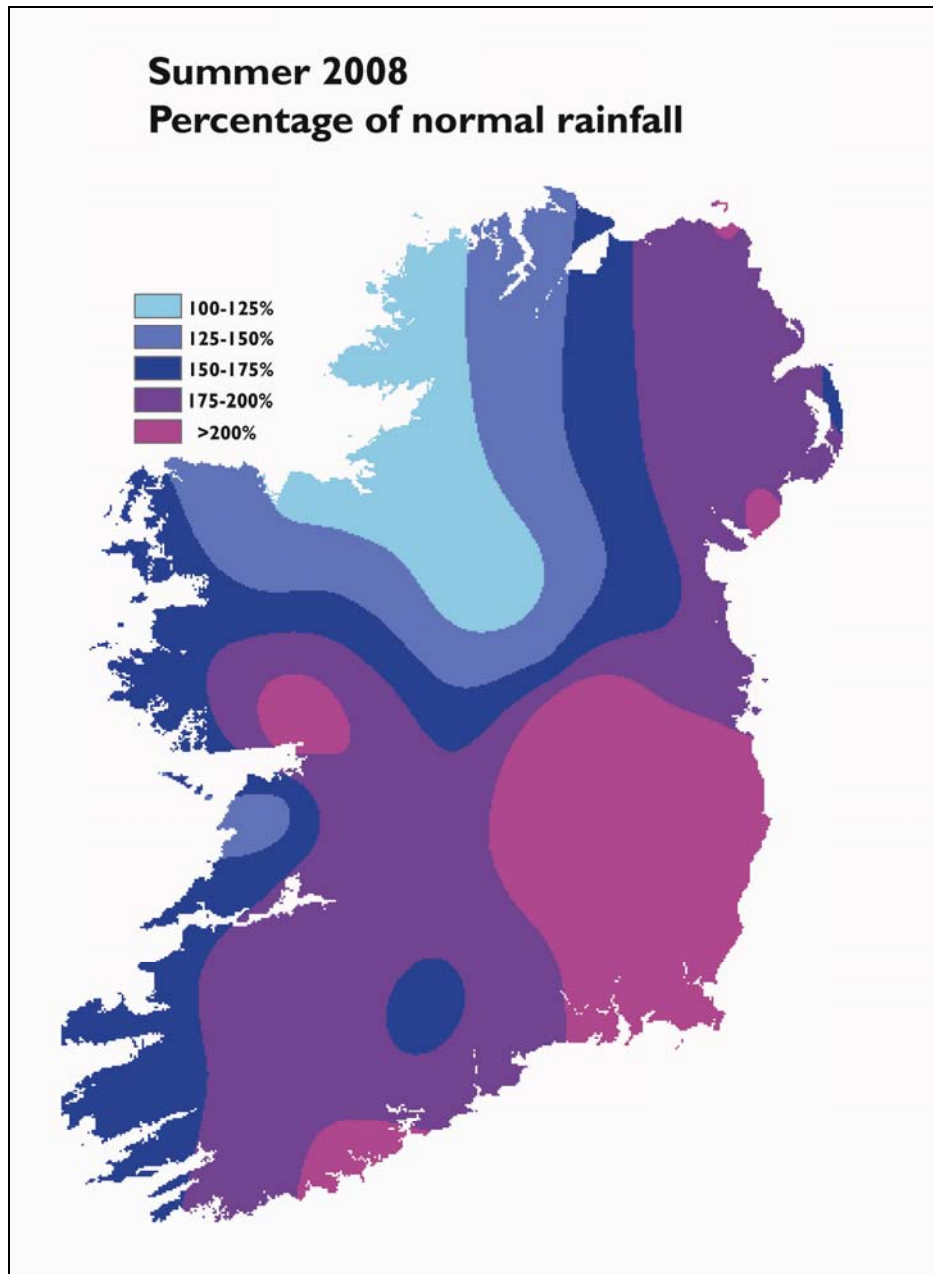 Summer 2008
Percentage of normal rainfall
100-125%
125-150%
150-175%
175-200%
>200%